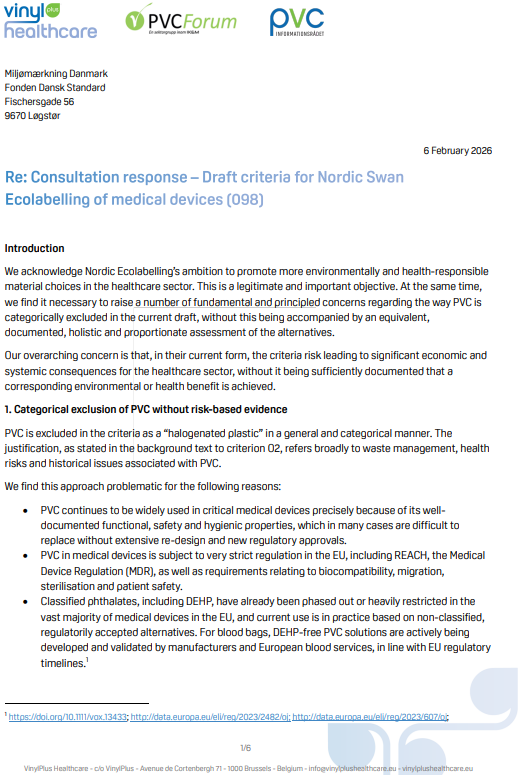 vinyl plus
healthcare
PVCForum
En sektorgruppe inom IKEM
pvc
INFORMATIONSRÅDET
Miljømærkning Danmark
Fonden Dansk Standard
Fischersgade 56
9670 Løgstør
6 February 2026
Re: Consultation response – Draft criteria for Nordic Swan
Ecolabelling of medical devices (098)
Introduction
We acknowledge Nordic Ecolabelling's ambition to promote more environmentally and health-responsible
material choices in the healthcare sector. This is a legitimate and important objective. At the same time,
we find it necessary to raise a number of fundamental and principled concerns regarding the way PVC is
categorically excluded in the current draft, without this being accompanied by an equivalent,
documented, holistic and proportionate assessment of the alternatives.
Our overarching concern is that, in their current form, the criteria risk leading to significant economic and
systemic consequences for the healthcare sector, without it being sufficiently documented that a
corresponding environmental or health benefit is achieved.
1. Categorical exclusion of PVC without risk-based evidence
PVC is excluded in the criteria as a "halogenated plastic" in a general and categorical manner. The
justification, as stated in the background text to criterion O2, refers broadly to waste management, health
risks and historical issues associated with PVC.
We find this approach problematic for the following reasons:
• PVC continues to be widely used in critical medical devices precisely because of its well-
documented functional, safety and hygienic properties, which in many cases are difficult to
replace without extensive re-design and new regulatory approvals.
• PVC in medical devices is subject to very strict regulation in the EU, including REACH, the Medical
Device Regulation (MDR), as well as requirements relating to biocompatibility, migration,
sterilisation and patient safety.
• Classified phthalates, including DEHP, have already been phased out or heavily restricted in the
vast majority of medical devices in the EU, and current use is in practice based on non-classified,
regulatorily accepted alternatives. For blood bags, DEHP-free PVC solutions are actively being
developed and validated by manufacturers and European blood services, in line with EU regulatory
timelines.1
1 https://doi.org/10.1111/vox.13433; http://data.europa.eu/eli/reg/2023/2482/oj; http://data.europa.eu/eli/reg/2023/607/oj;
1/6
VinylPlus Healthcare – c/o VinylPlus – Avenue de Cortenbergh 71 - 1000 Brussels – Belgium – info@vinylplushealthcare.eu – vinylplushealthcare.eu